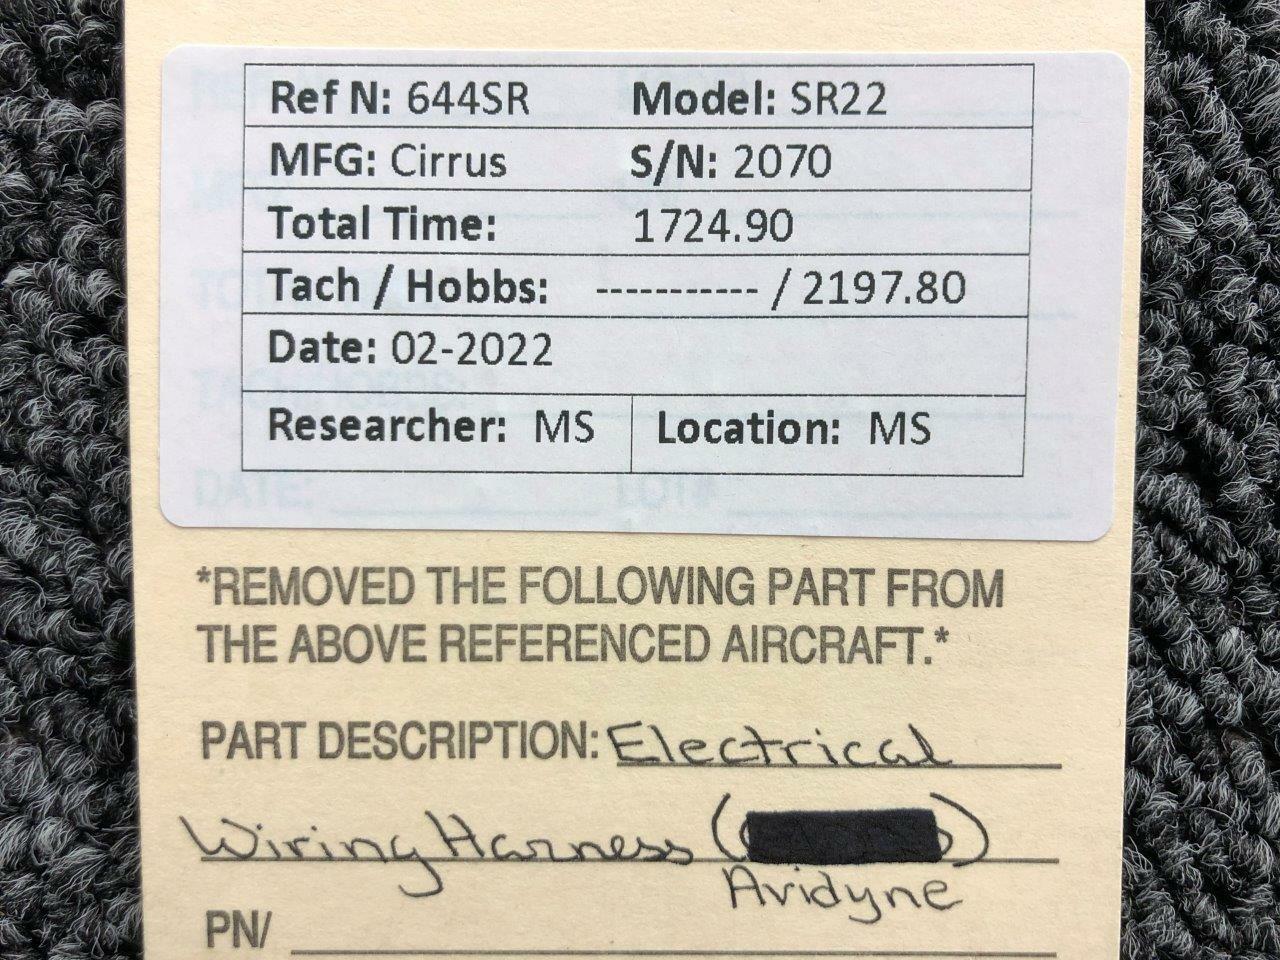 Ref N: 644SR Model: SR22
MFG: Cirrus S/N: 2070
Total Time: 1724.90
Tach / Hobbs: ----------- / 2197.80
Date: 02-2022
Researcher: MS Location: MS
DATE: LOT#
*REMOVED THE FOLLOWING PART FROM
THE ABOVE REFERENCED AIRCRAFT.*
PART DESCRIPTION: Electrical
Wiring Harness ( )
Avidyne
PN/